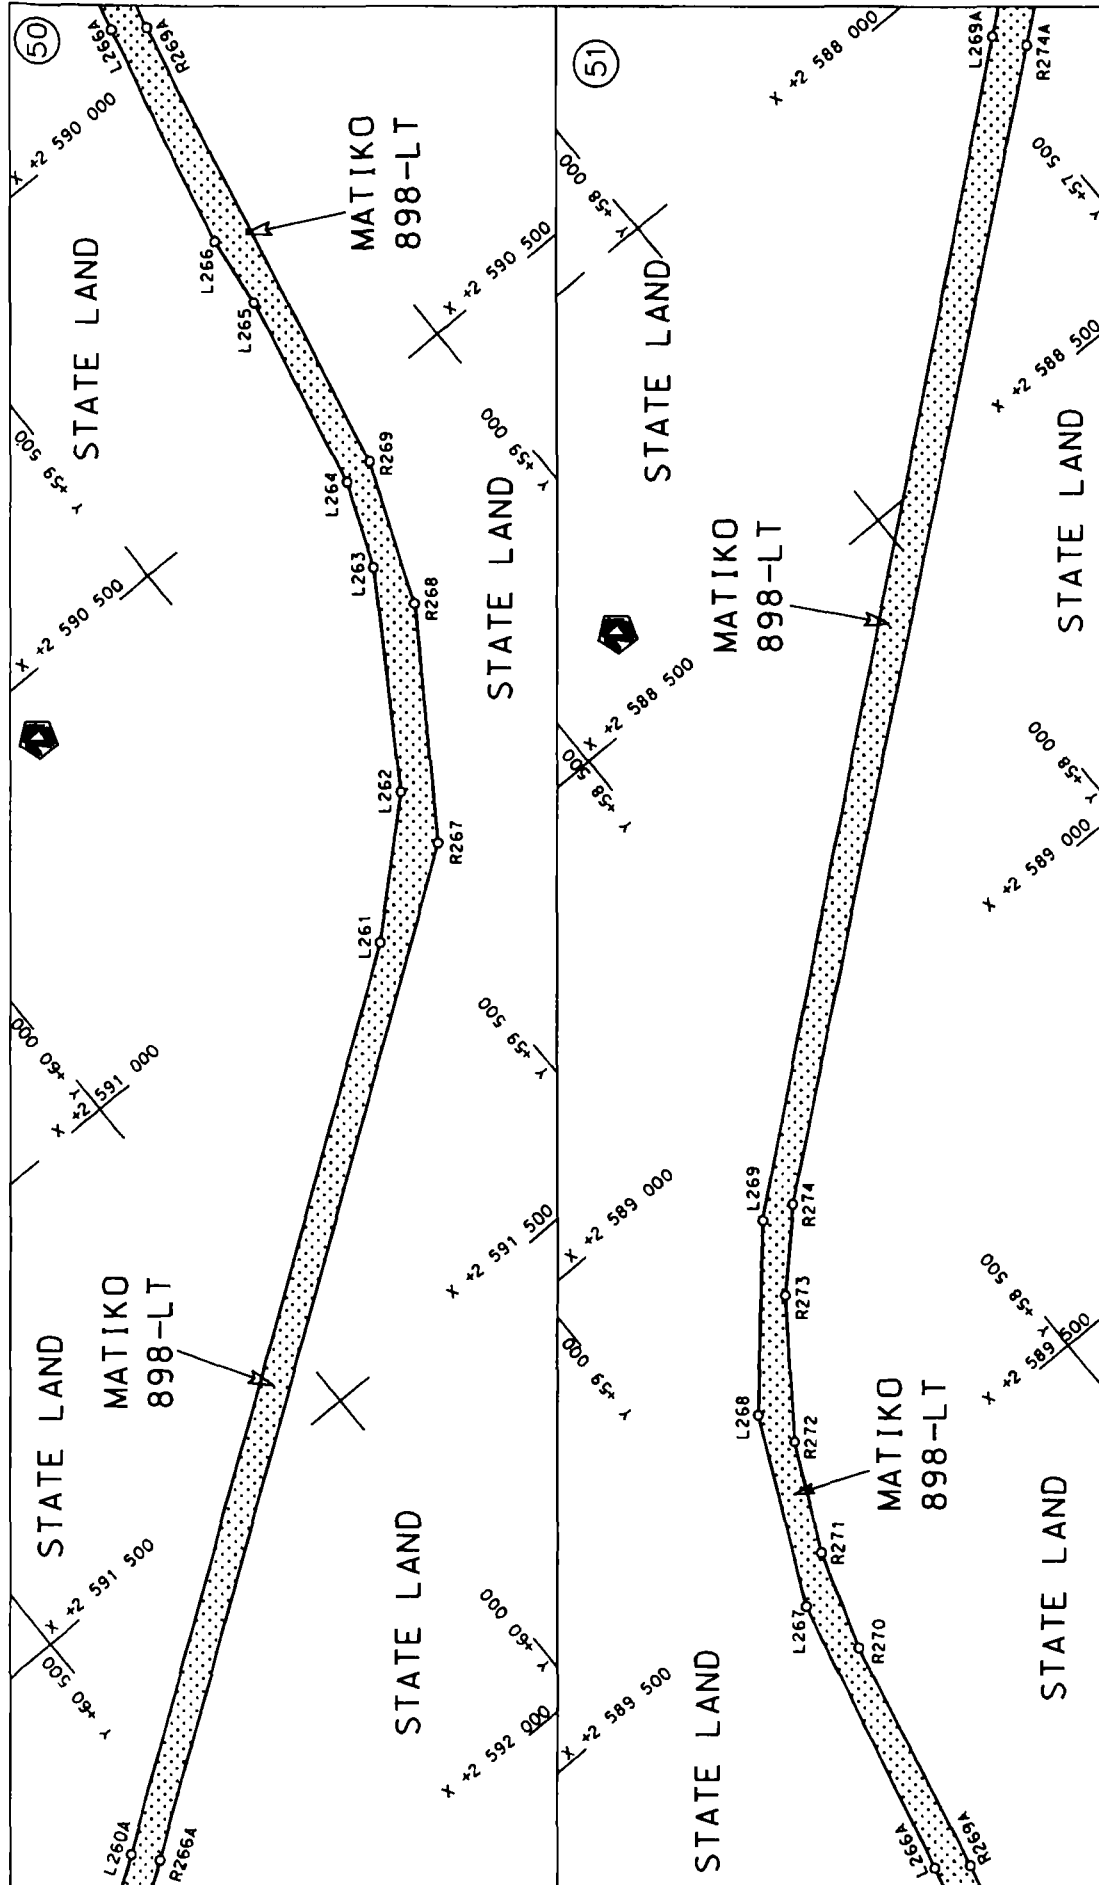 50
L266A
R269A
X +2 590 000
STATE LAND
MATIKO
898-LT
L266
L265
X +2 590 500
Y +59 500
L264
R269
Y +59 000
X +2 590 500
L263
R268
STATE LAND
L262
R267
L261
Y +60 000
X +2 591 000
Y +59 500
X +2 591 500
MATIKO
898-LT
STATE LAND
X +2 591 500
Y +60 500
STATE LAND
Y +60 000
X +2 592 000
L260A
R266A
51
X +2 588 000
L269A
R274A
Y +58 000
Y +57 500
STATE LAND
X +2 588 500
MATIKO
898-LT
STATE LAND
X +2 588 500
Y +58 500
Y +58 000
X +2 589 000
L269
R274
X +2 589 000
R273
Y +59 000
Y +58 500
X +2 589 500
L268
R272
MATIKO
898-LT
R271
L267
R270
STATE LAND
STATE LAND
X +2 589 500
L266A
R269A